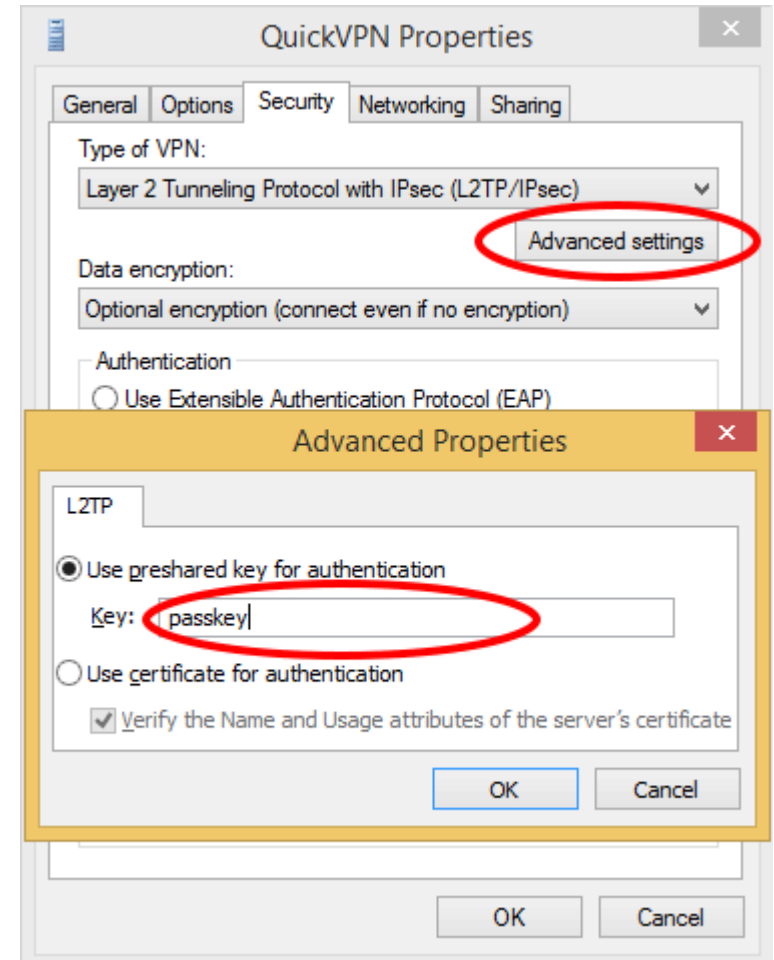 QuickVPN Properties
General Options Security Networking Sharing
Type of VPN:
Layer 2 Tunneling Protocol with IPsec (L2TP/IPsec)
Advanced settings
Data encryption:
Optional encryption (connect even if no encryption)
Authentication
Use Extensible Authentication Protocol (EAP)
Advanced Properties
L2TP
Use preshared key for authentication
Key: passkey
Use certificate for authentication
Verify the Name and Usage attributes of the server's certificate
OK Cancel
OK Cancel